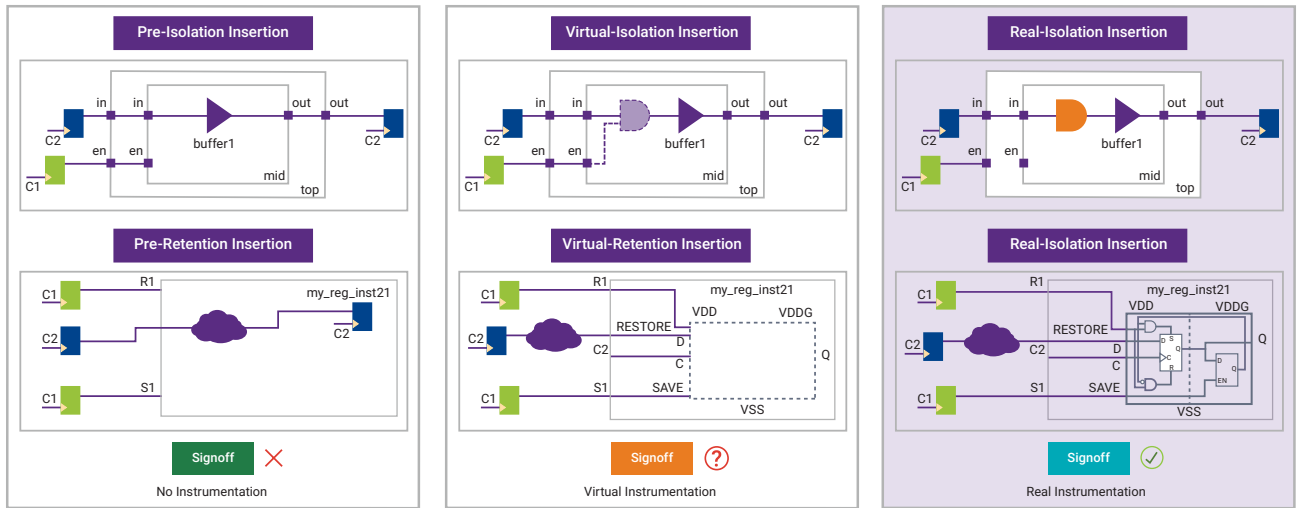 Pre-Isolation Insertion
in
in
out
out
C2
buffer1
C2
en
en
mid
C1
top
Pre-Retention Insertion
R1
C1
my_reg_inst21
C2
C2
S1
C1
Signoff
No Instrumentation
Virtual-Isolation Insertion
in
in
out
out
C2
buffer1
C2
en
en
mid
C1
top
Virtual-Retention Insertion
R1
C1
my_reg_inst21
VDD
VDDG
RESTORE
C2
D
C2
Q
C
S1
SAVE
C1
VSS
Signoff
?
Virtual Instrumentation
Real-Isolation Insertion
in
in
out
out
C2
buffer1
C2
en
en
mid
C1
top
Real-Isolation Insertion
R1
C1
my_reg_inst21
VDD
VDDG
RESTORE
C2
D
C2
C
D
S
Q
C
R
D
Q
EN
Q
S1
SAVE
C1
VSS
Signoff
Real Instrumentation